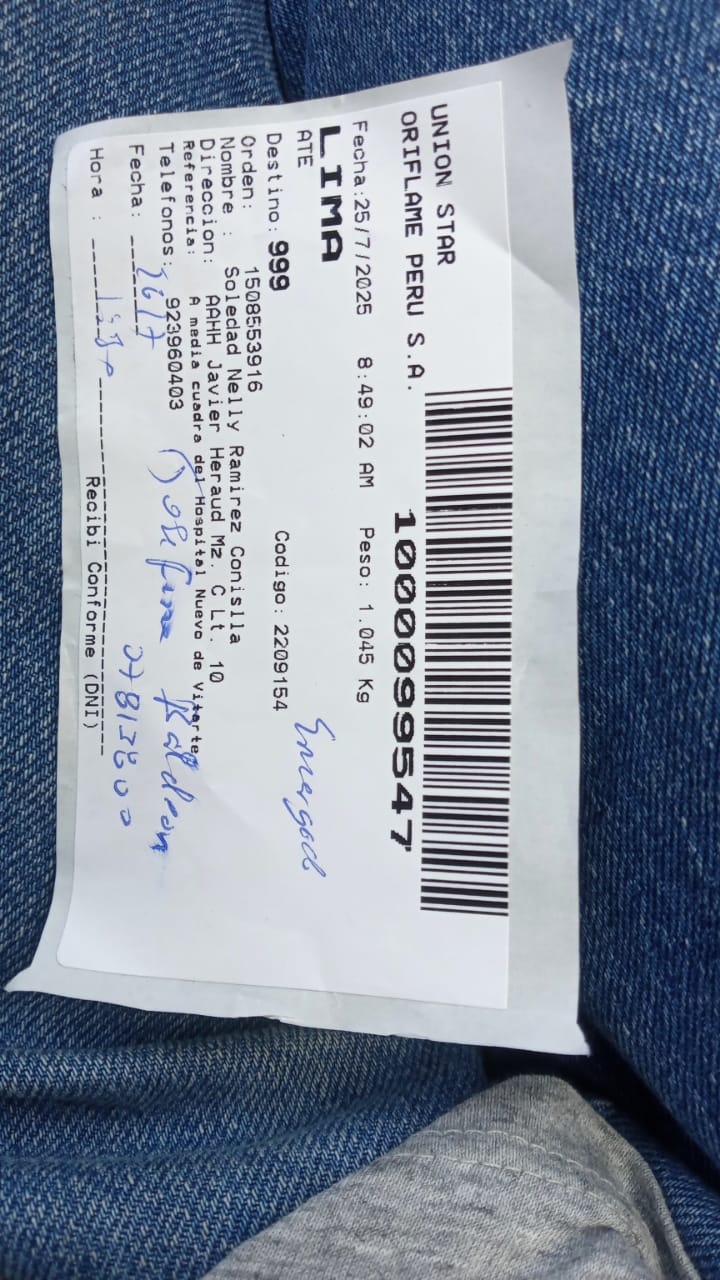 UNION STAR
ORIFLAME PERU S.A.
10000099547
Fecha:25/7/2025 8:49:02 AM Peso: 1.045 Kg
LIMA
ATE
Destino: 999 Codigo: 2209154
Orden: 1508553916
Nombre : Soledad Nelly Ramirez Conislla
Direccion: AAHH Javier Heraud Mz. C Lt. 10
Referencia: A media cuadra del Hospital Nuevo de Vitarte
Telefonos: 923960403
Fecha:
Hora : Recibi Conforme (DNI)